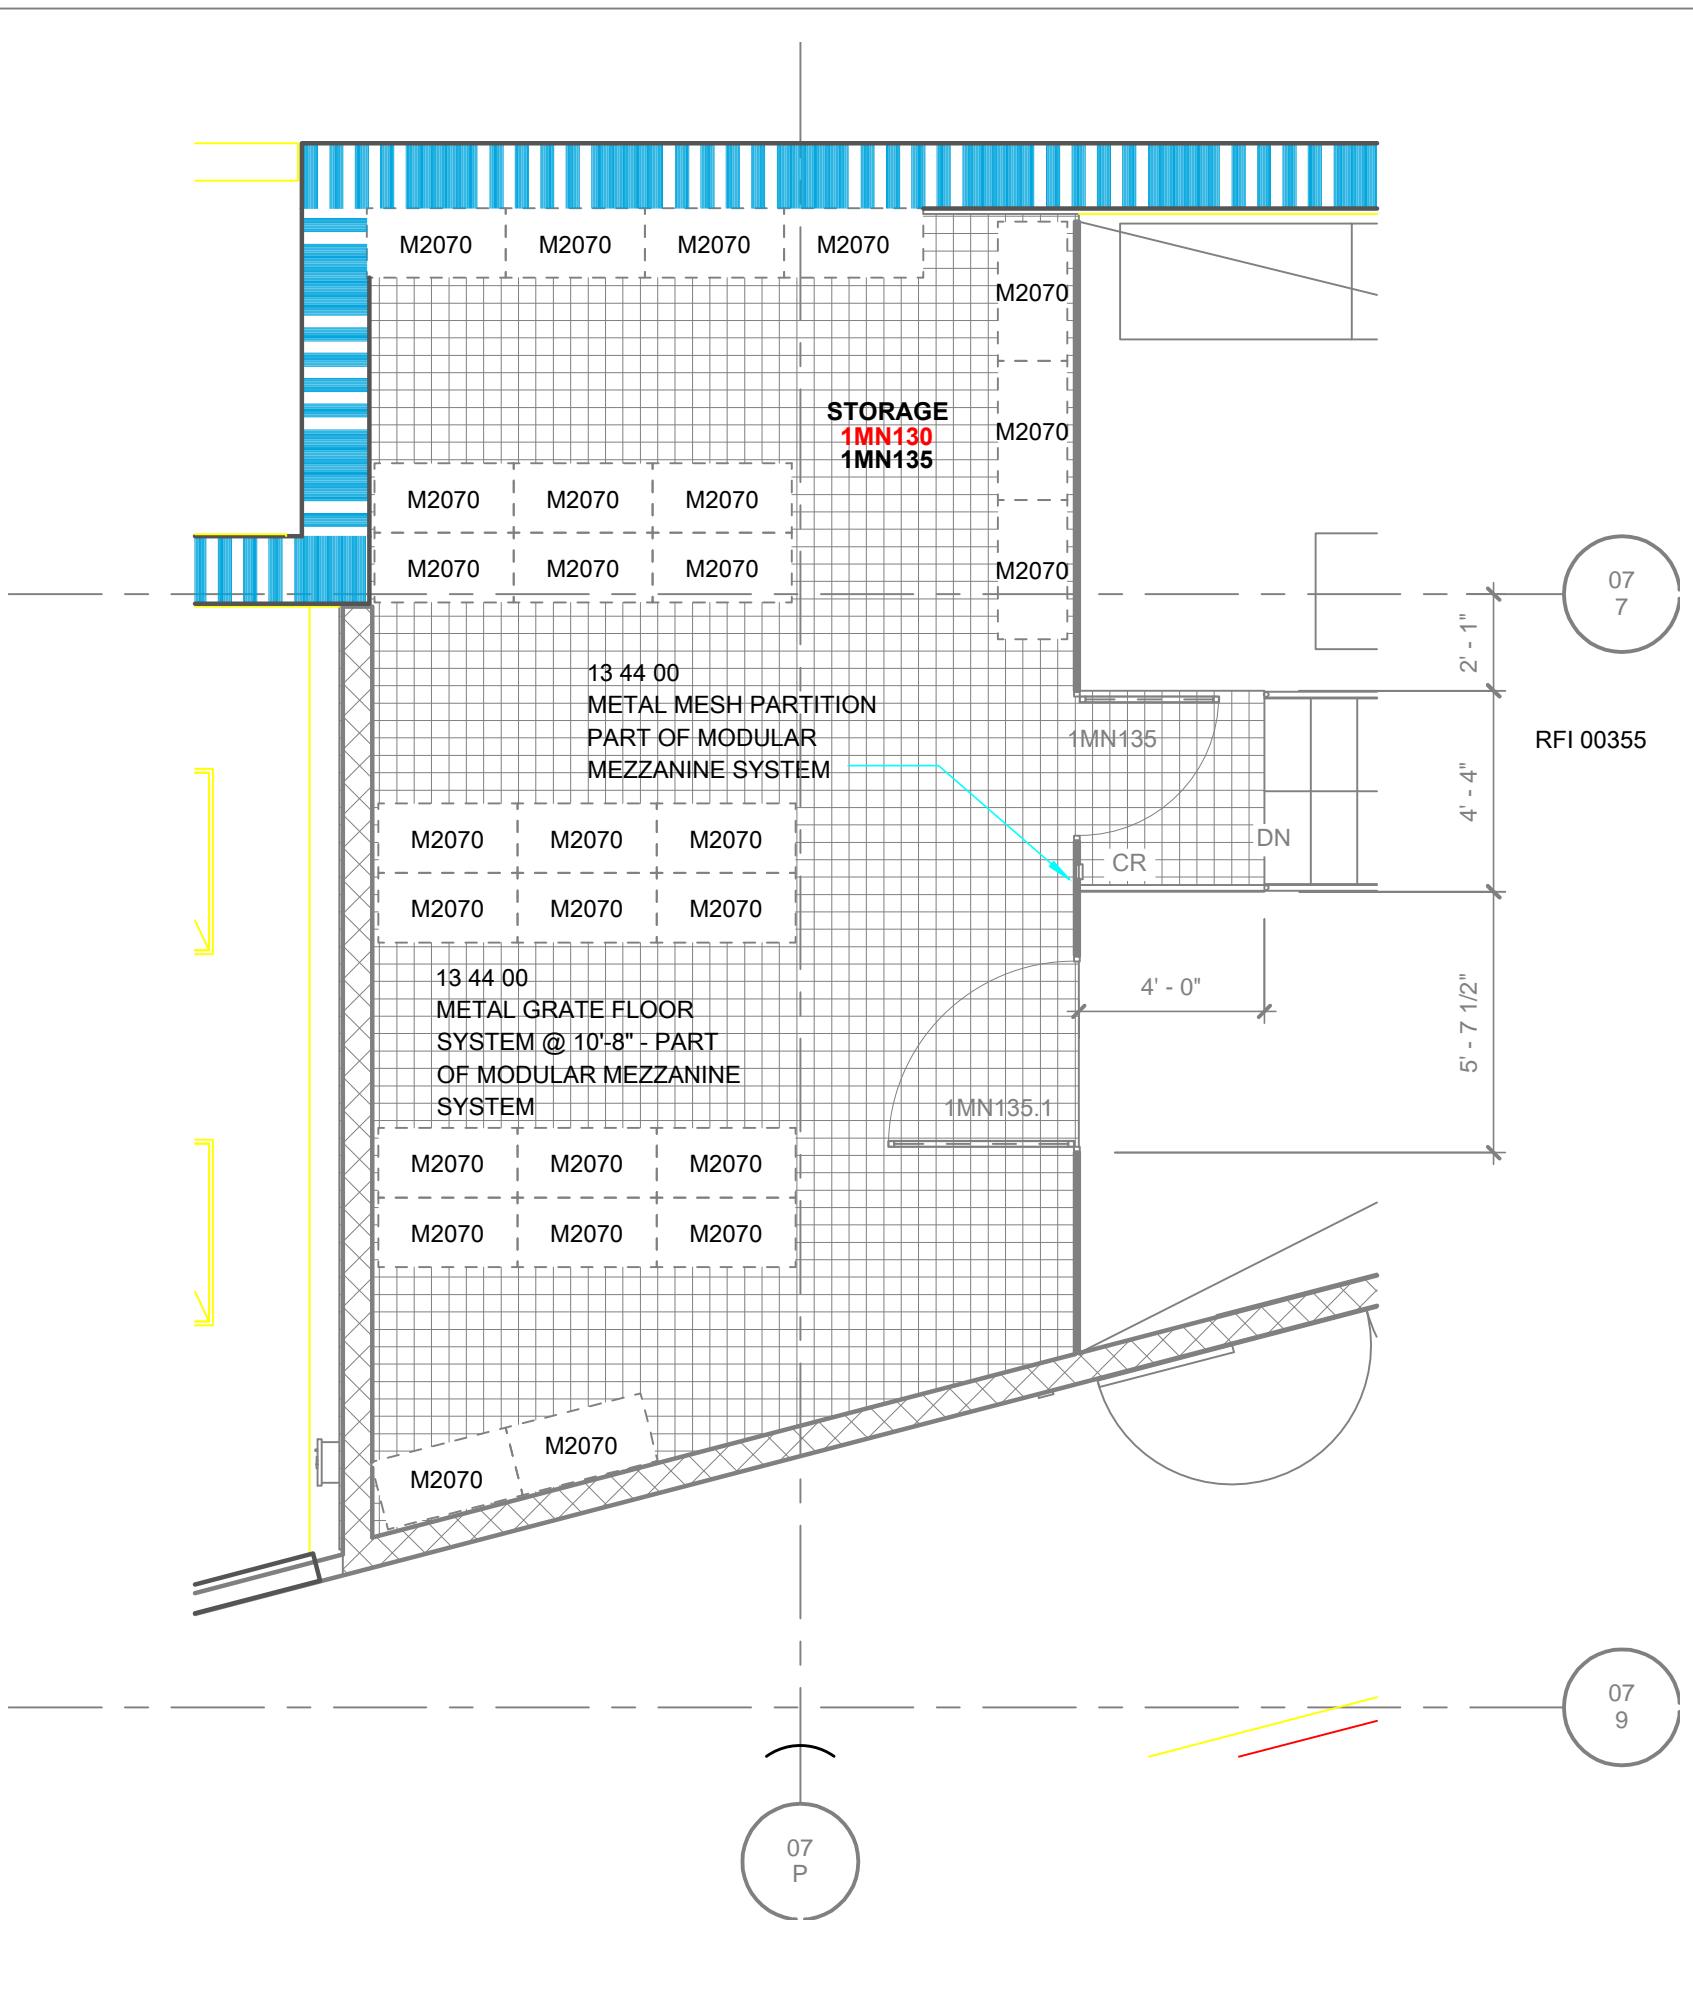 M2070 M2070 M2070 M2070
M2070
STORAGE
1MN130
1MN135
M2070
M2070 M2070 M2070
M2070 M2070 M2070
M2070
07
7
2' - 1"
13 44 00
METAL MESH PARTITION
PART OF MODULAR
MEZZANINE SYSTEM
1MN135
RFI 00355
4' - 4"
DN
CR
M2070 M2070 M2070
M2070 M2070 M2070
13 44 00
METAL GRATE FLOOR
SYSTEM @ 10'-8" - PART
OF MODULAR MEZZANINE
SYSTEM
4' - 0"
5' - 7 1/2"
1MN135.1
M2070 M2070 M2070
M2070 M2070 M2070
M2070
M2070
07
9
07
P